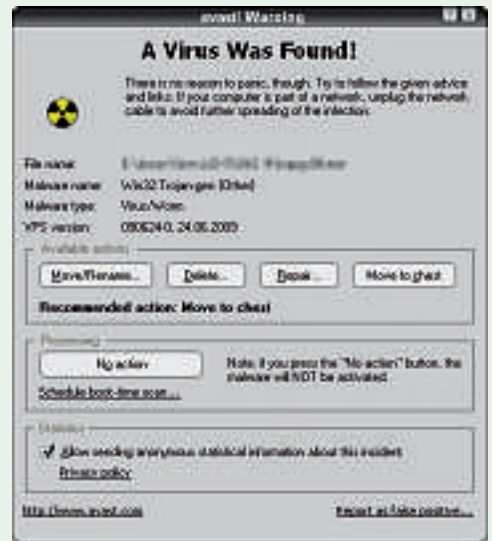 avast! Warning
A Virus Was Found!
There is no reason to panic, though. Try to follow the given advice
and links. If your computer is part of a network, unplug the network
cable to avoid further spreading of the infection.
File name:
Malware name: Win32:Trojan-gen {Other}
Malware type: Virus/Worm
VPS version: 090624-0, 24.06.2009
Available actions
Move/Rename... Delete... Repair... Move to chest
Recommended action: Move to chest
Processing
No action
Note: if you press the "No action" button, the
malware will NOT be activated.
Schedule boot-time scan...
Statistics
Allow sending anonymous statistical information about this incident
Privacy policy
http://www.avast.com Report as false positive...